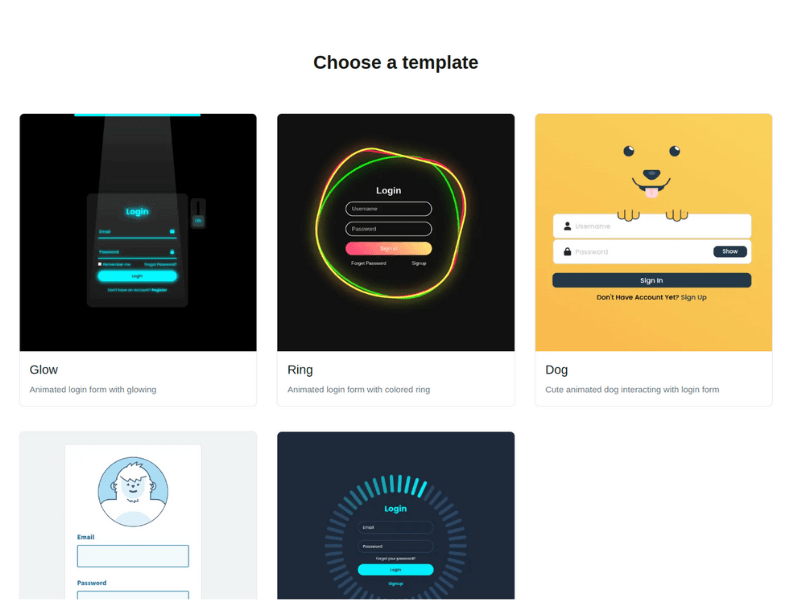 Choose a template
Login
Email
Password
Remember me Forgot Password?
Login
Don't have an account? Register
Glow
Animated login form with glowing
Login
Username
Password
Sign in
Forget Password Signup
Ring
Animated login form with colored ring
Username
Password
Show
Sign In
Don't Have Account Yet? Sign Up
Dog
Cute animated dog interacting with login form
Email
Password
Login
Email
Password
Forgot your password?
Login
Signup